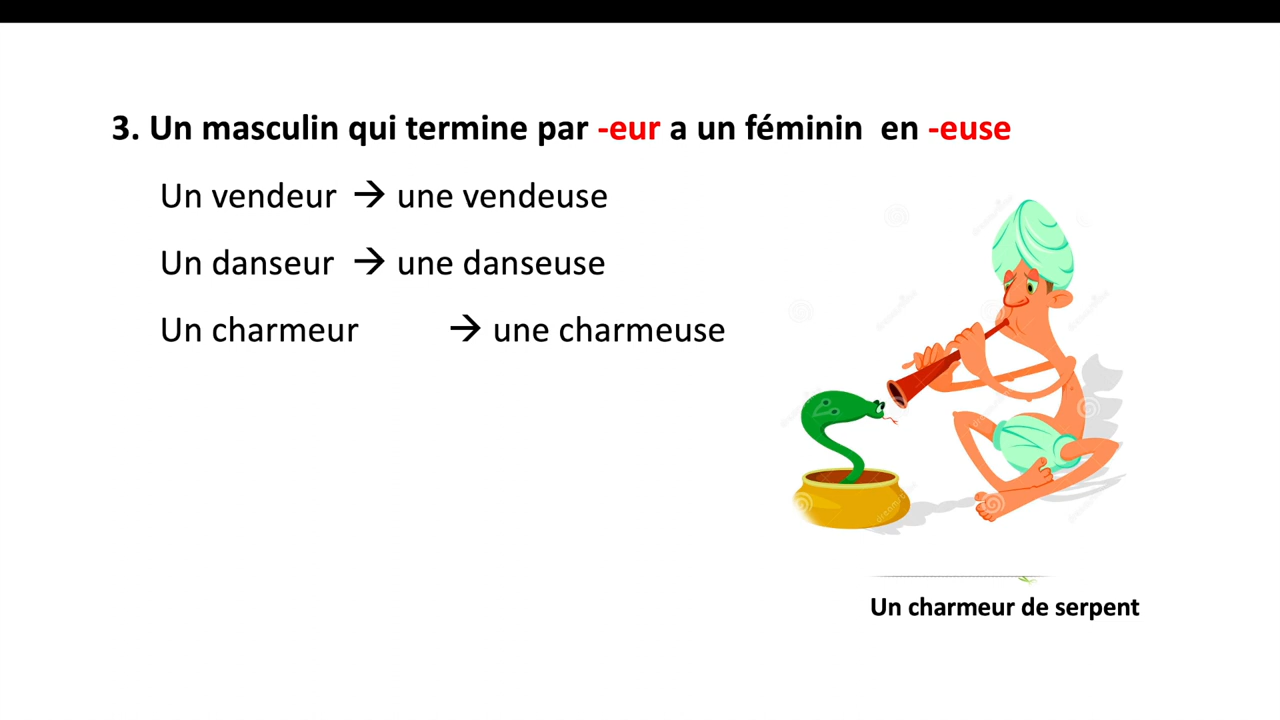 3. Un masculin qui termine par -eur a un féminin en -euse
Un vendeur → une vendeuse
Un danseur → une danseuse
Un charmeur → une charmeuse
Un charmeur de serpent